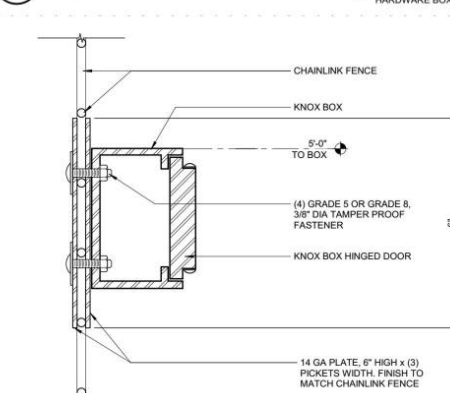 HARDWARE BOX
CHAINLINK FENCE
KNOX BOX
5'-0"
TO BOX
(4) GRADE 5 OR GRADE 8,
3/8" DIA TAMPER PROOF
FASTENER
KNOX BOX HINGED DOOR
14 GA PLATE, 6" HIGH x (3)
PICKETS WIDTH. FINISH TO
MATCH CHAINLINK FENCE